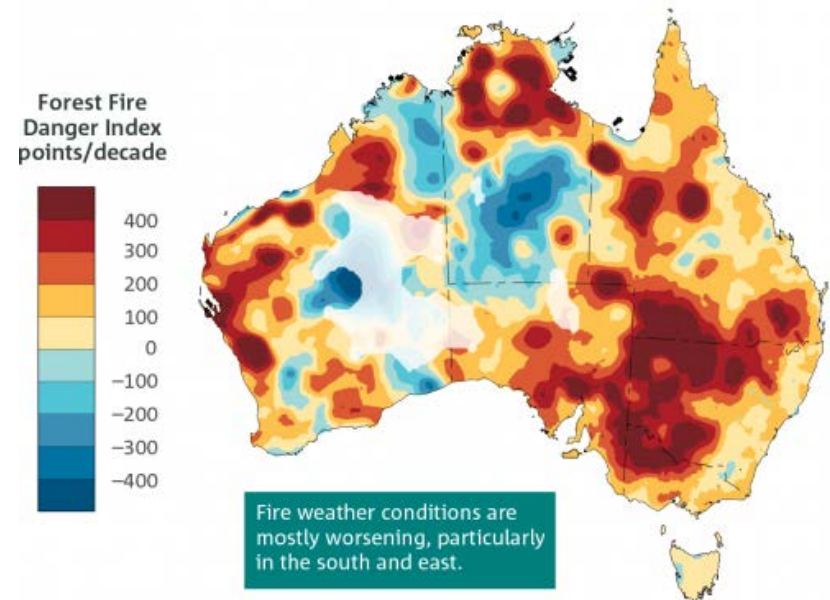 Forest Fire
Danger Index
points/decade
400
300
200
100
0
−100
−200
−300
−400
Fire weather conditions are
mostly worsening, particularly
in the south and east.